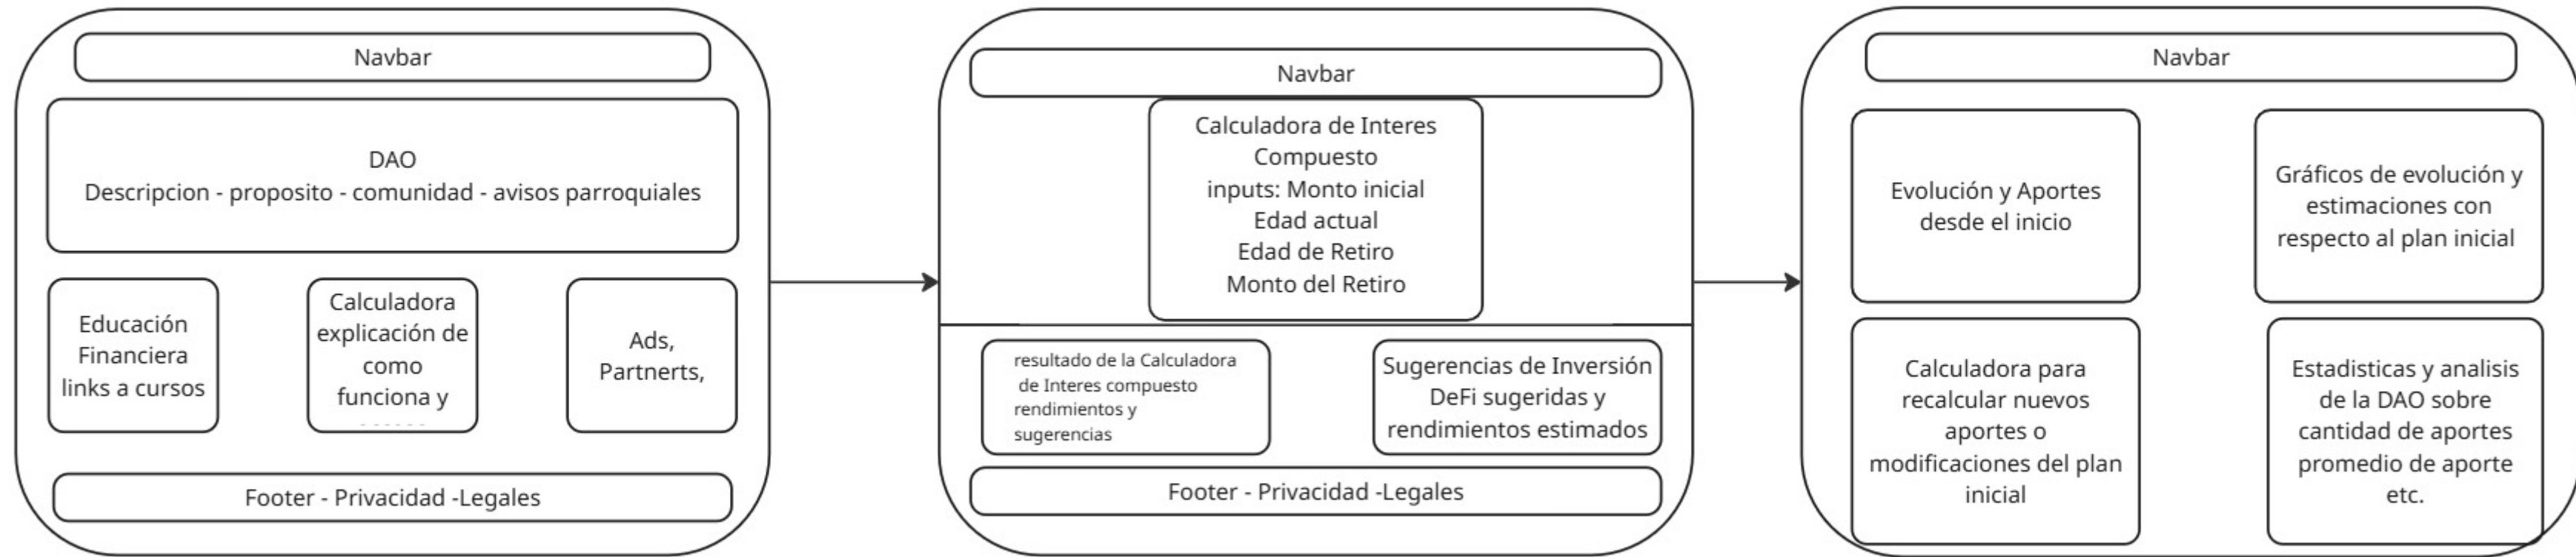 Navbar
DAO
Descripcion - proposito - comunidad - avisos parroquiales
Educación
Financiera
links a cursos
Calculadora
explicación de
como
funciona y
Ads,
Partnerts,
Footer - Privacidad -Legales
Navbar
Calculadora de Interes
Compuesto
inputs: Monto inicial
Edad actual
Edad de Retiro
Monto del Retiro
resultado de la Calculadora
de Interes compuesto
rendimientos y
sugerencias
Sugerencias de Inversión
DeFi sugeridas y
rendimientos estimados
Footer - Privacidad -Legales
Navbar
Evolución y Aportes
desde el inicio
Gráficos de evolución y
estimaciones con
respecto al plan inicial
Calculadora para
recalcular nuevos
aportes o
modificaciones del plan
inicial
Estadisticas y analisis
de la DAO sobre
cantidad de aportes
promedio de aporte
etc.